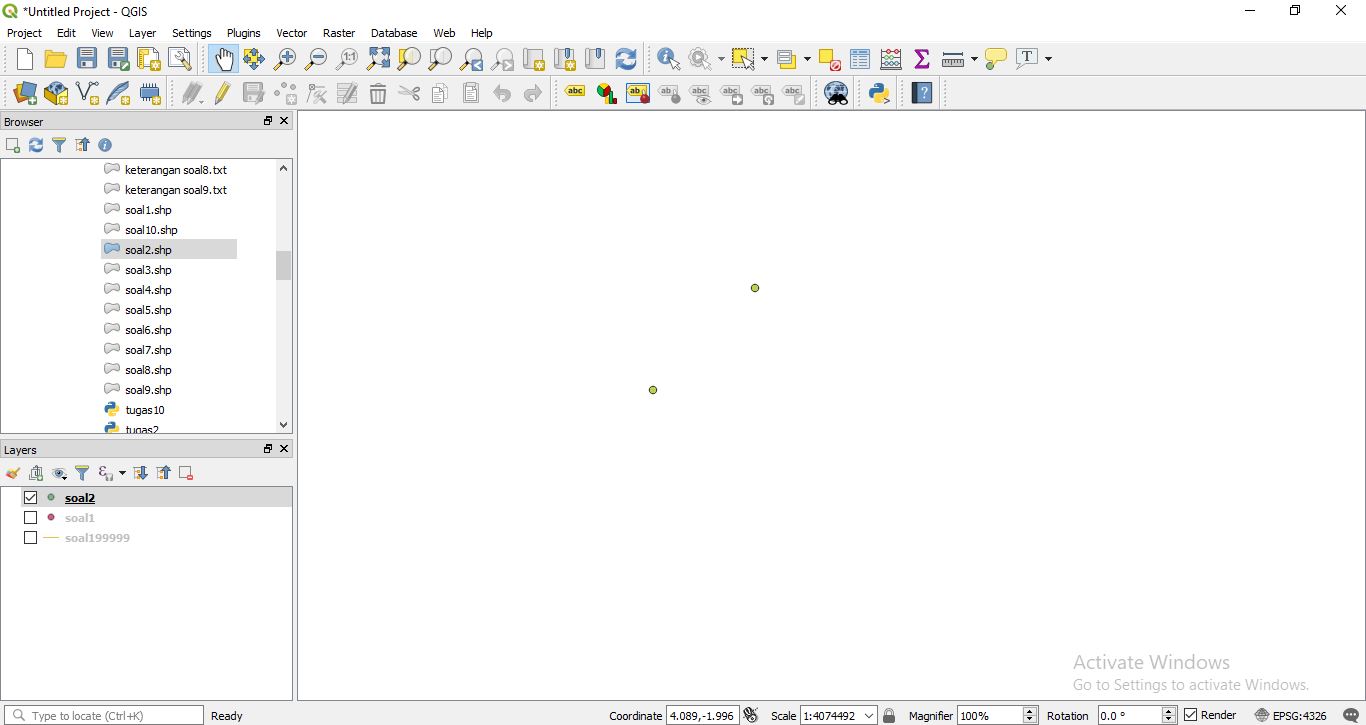 *Untitled Project - QGIS
Project Edit View Layer Settings Plugins Vector Raster Database Web Help
Browser
keterangan soal8.txt
keterangan soal9.txt
soal1.shp
soal10.shp
soal2.shp
soal3.shp
soal4.shp
soal5.shp
soal6.shp
soal7.shp
soal8.shp
soal9.shp
tugas10
tugas2
Layers
soal2
soal1
soal199999
Activate Windows
Go to Settings to activate Windows.
Type to locate (Ctrl+K) Ready Coordinate 4.089,-1.996 Scale 1:4074492 Magnifier 100% Rotation 0.0 ° Render EPSG:4326